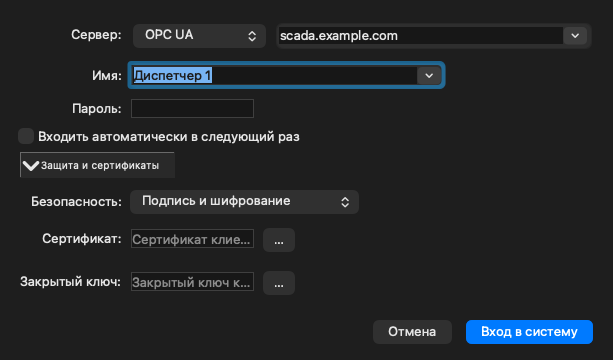 Сервер: OPC UA scada.example.com
Имя: Диспетчер 1
Пароль:
Входить автоматически в следующий раз
Защита и сертификаты
Безопасность: Подпись и шифрование
Сертификат: Сертификат клие... ...
Закрытый ключ: Закрытый ключ к... ...
Отмена Вход в систему